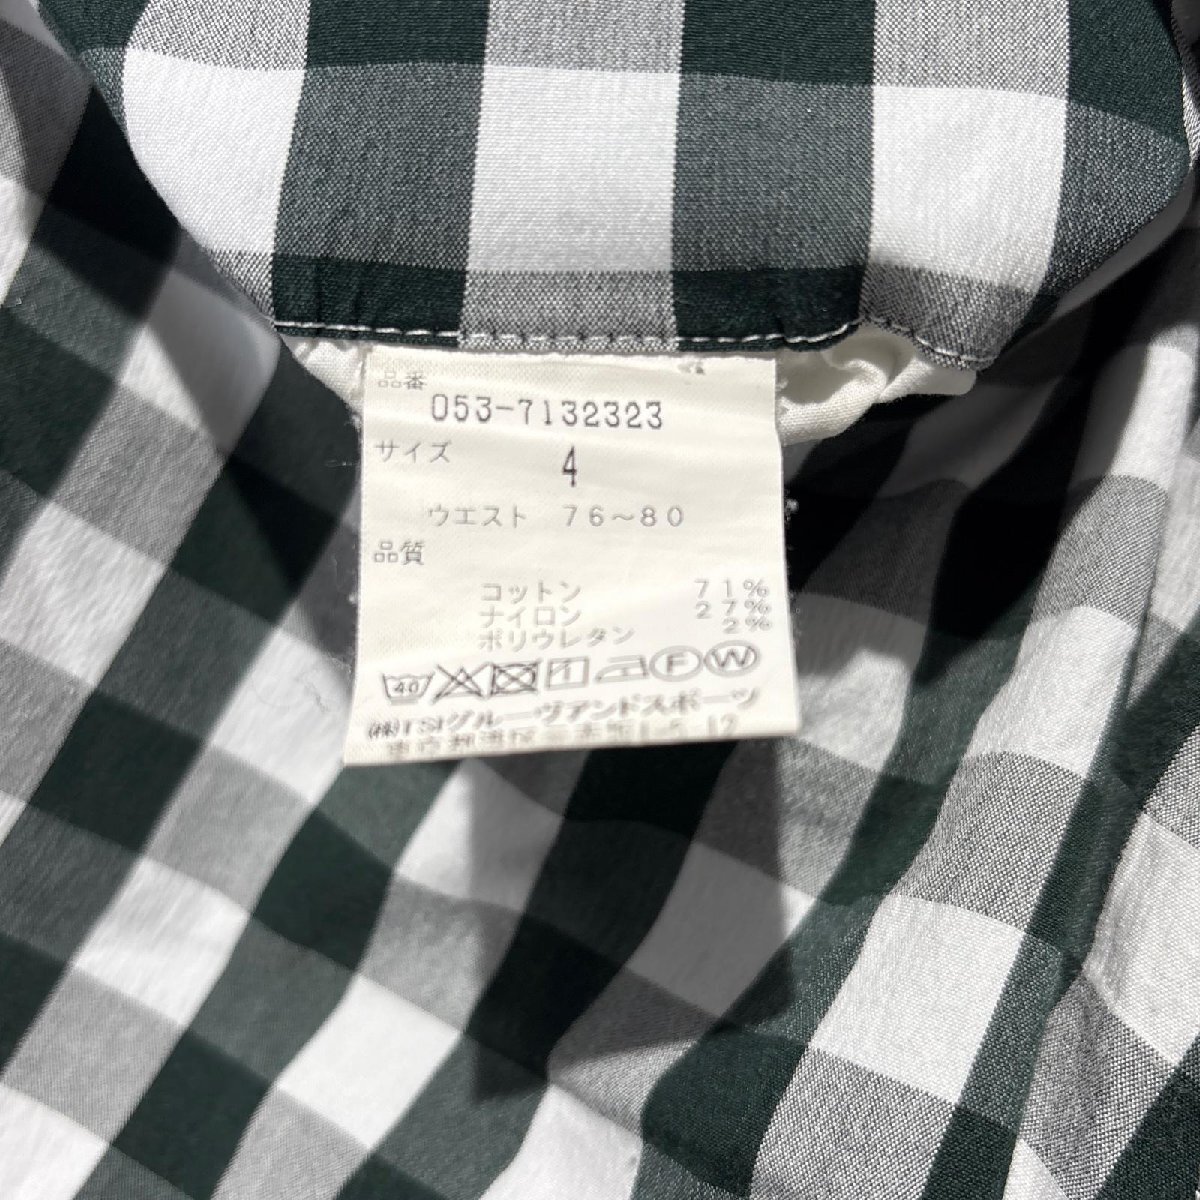 品番
053-7132323
サイズ 4
ウエスト 76～80
品質
コットン 71%
ナイロン 27%
ポリウレタン 2%
40 F W
㈱TSIグルーヴアンドスポーツ